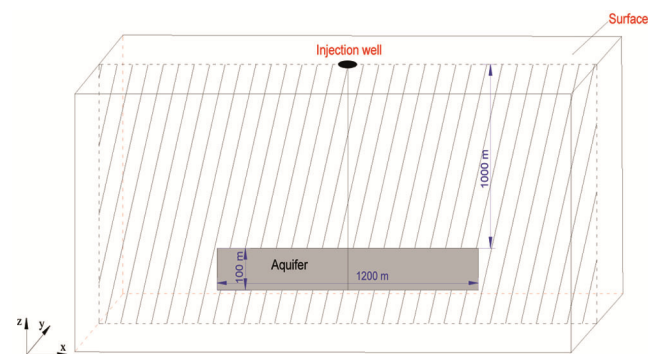 Surface
Injection well
1000 m
100 m
Aquifer
1200 m
z
y
x